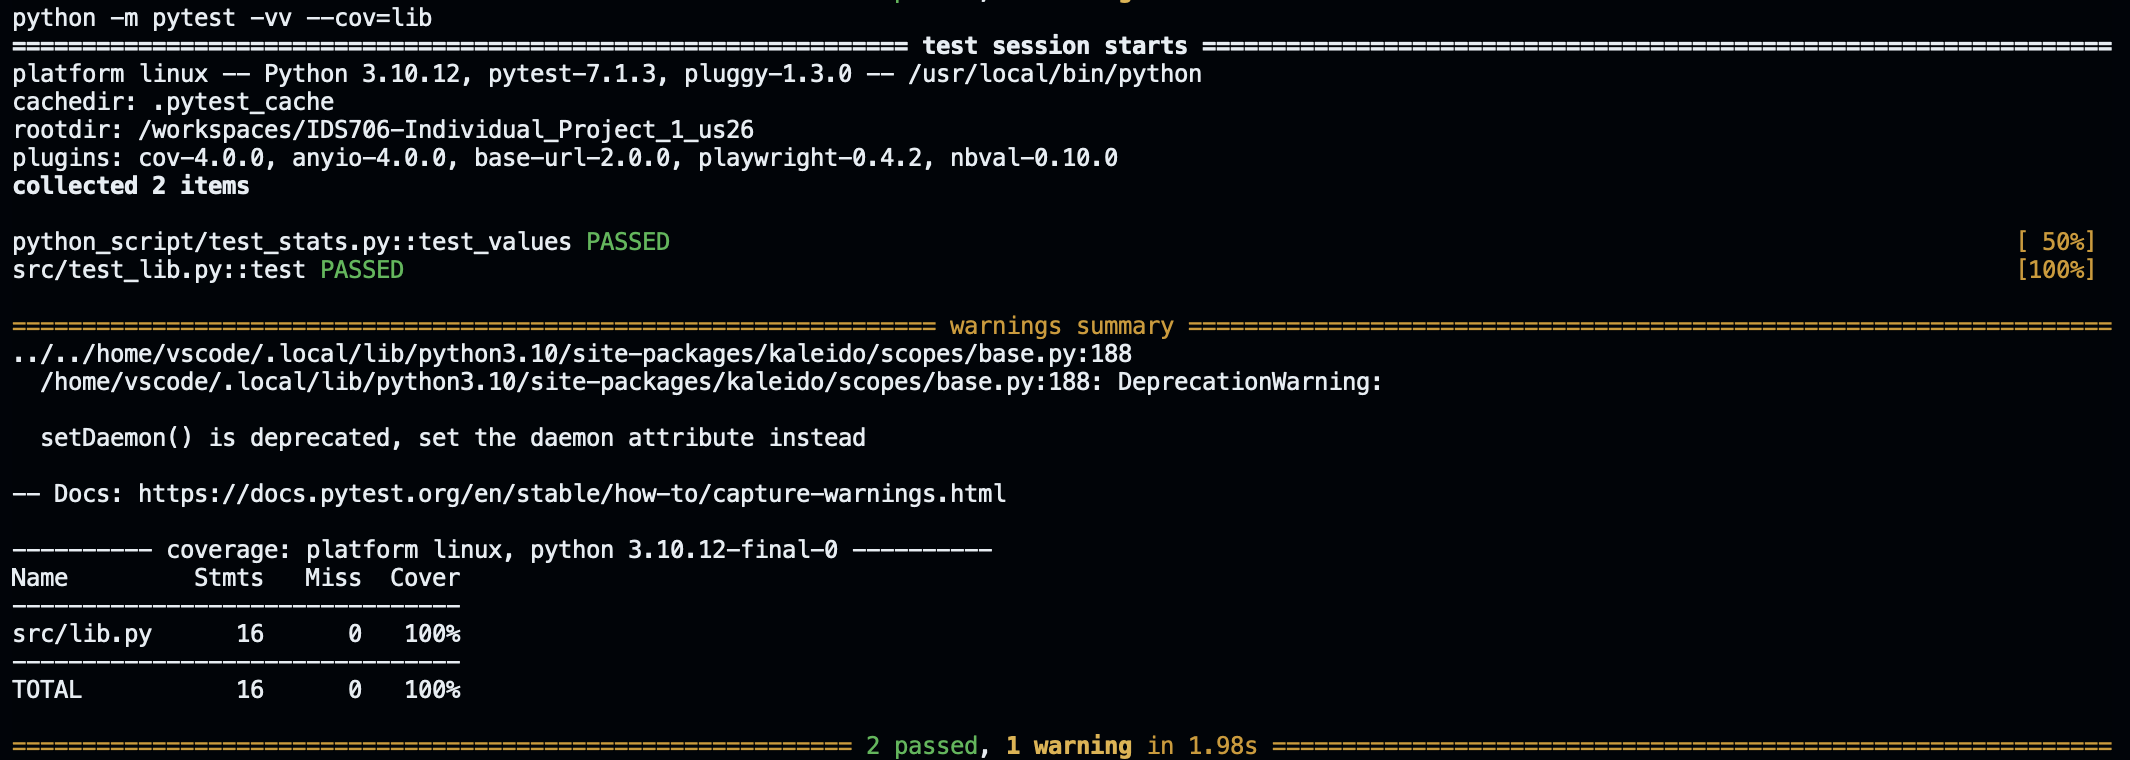 python -m pytest -vv --cov=lib
================================================================ test session starts =================================================================
platform linux -- Python 3.10.12, pytest-7.1.3, pluggy-1.3.0 -- /usr/local/bin/python
cachedir: .pytest_cache
rootdir: /workspaces/IDS706-Individual_Project_1_us26
plugins: cov-4.0.0, anyio-4.0.0, base-url-2.0.0, playwright-0.4.2, nbval-0.10.0
collected 2 items
python_script/test_stats.py::test_values PASSED [ 50%]
src/test_lib.py::test PASSED [100%]
================================================================== warnings summary ==================================================================
../../home/vscode/.local/lib/python3.10/site-packages/kaleido/scopes/base.py:188
/home/vscode/.local/lib/python3.10/site-packages/kaleido/scopes/base.py:188: DeprecationWarning:
setDaemon() is deprecated, set the daemon attribute instead
-- Docs: https://docs.pytest.org/en/stable/how-to/capture-warnings.html
---------- coverage: platform linux, python 3.10.12-final-0 ----------
Name         Stmts   Miss  Cover
--------------------------------
src/lib.py      16      0   100%
--------------------------------
TOTAL           16      0   100%
============================================================ 2 passed, 1 warning in 1.98s ============================================================